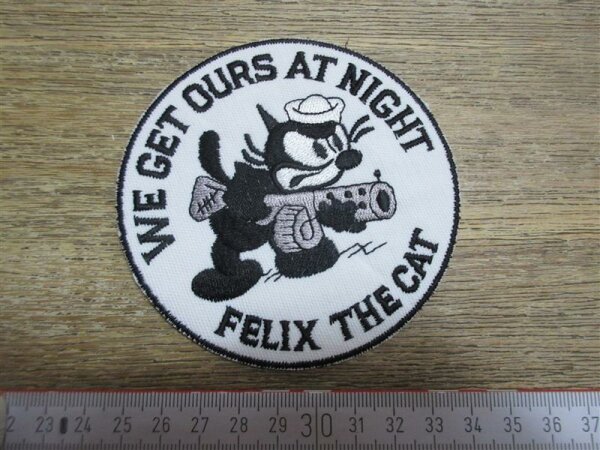 WE GET OURS AT NIGHT
FELIX THE CAT
2 23 24 25 26 27 28 29 30 31 32 33 34 35 36 37